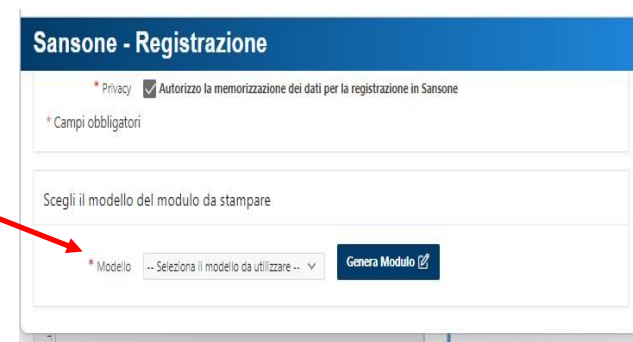 Sansone - Registrazione
* Privacy Autorizzo la memorizzazione dei dati per la registrazione in Sansone
* Campi obbligatori
Scegli il modello del modulo da stampare
* Modello -- Seleziona il modello da utilizzare -- Genera Modulo